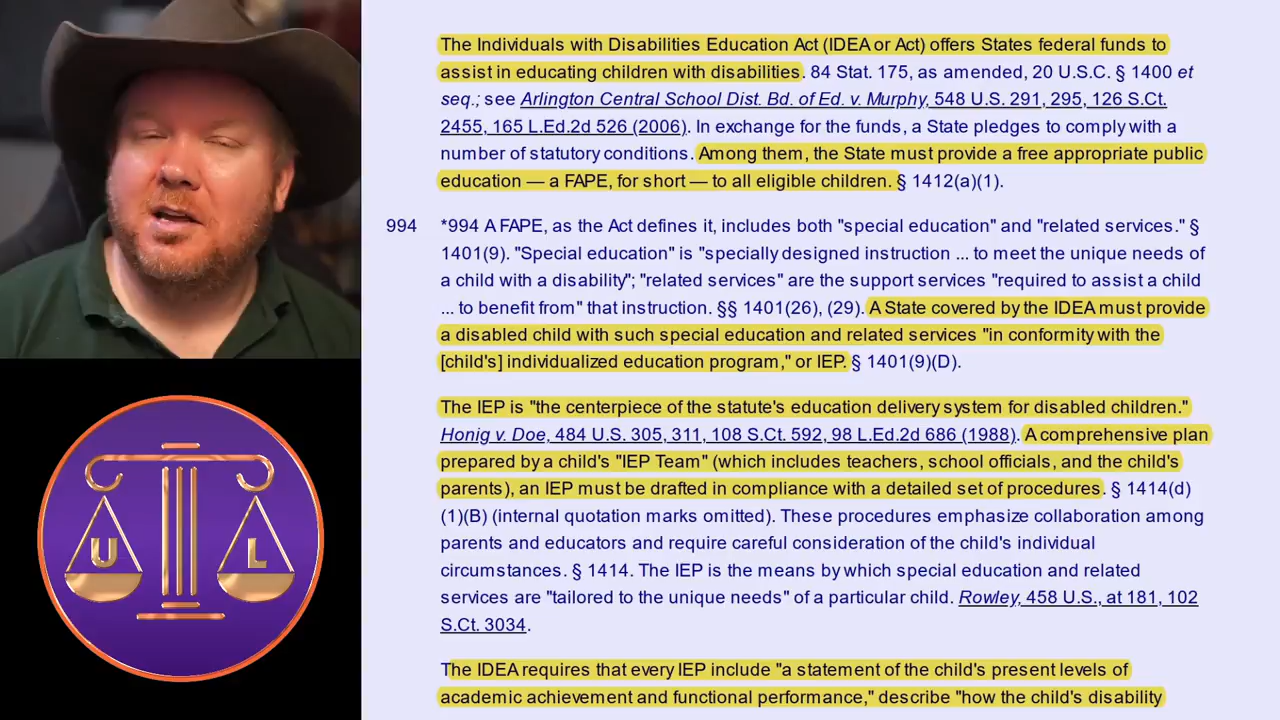 The Individuals with Disabilities Education Act (IDEA or Act) offers States federal funds to
assist in educating children with disabilities. 84 Stat. 175, as amended, 20 U.S.C. § 1400 et
seq.; see Arlington Central School Dist. Bd. of Ed. v. Murphy, 548 U.S. 291, 295, 126 S.Ct.
2455, 165 L.Ed.2d 526 (2006). In exchange for the funds, a State pledges to comply with a
number of statutory conditions. Among them, the State must provide a free appropriate public
education — a FAPE, for short — to all eligible children. § 1412(a)(1).
994 *994 A FAPE, as the Act defines it, includes both "special education" and "related services." §
1401(9). "Special education" is "specially designed instruction ... to meet the unique needs of
a child with a disability"; "related services" are the support services "required to assist a child
... to benefit from" that instruction. §§ 1401(26), (29). A State covered by the IDEA must provide
a disabled child with such special education and related services "in conformity with the
[child's] individualized education program," or IEP. § 1401(9)(D).
The IEP is "the centerpiece of the statute's education delivery system for disabled children."
Honig v. Doe, 484 U.S. 305, 311, 108 S.Ct. 592, 98 L.Ed.2d 686 (1988). A comprehensive plan
prepared by a child's "IEP Team" (which includes teachers, school officials, and the child's
parents), an IEP must be drafted in compliance with a detailed set of procedures. § 1414(d)
(1)(B) (internal quotation marks omitted). These procedures emphasize collaboration among
parents and educators and require careful consideration of the child's individual
circumstances. § 1414. The IEP is the means by which special education and related
services are "tailored to the unique needs" of a particular child. Rowley, 458 U.S., at 181, 102
S.Ct. 3034.
The IDEA requires that every IEP include "a statement of the child's present levels of
academic achievement and functional performance," describe "how the child's disability
U L